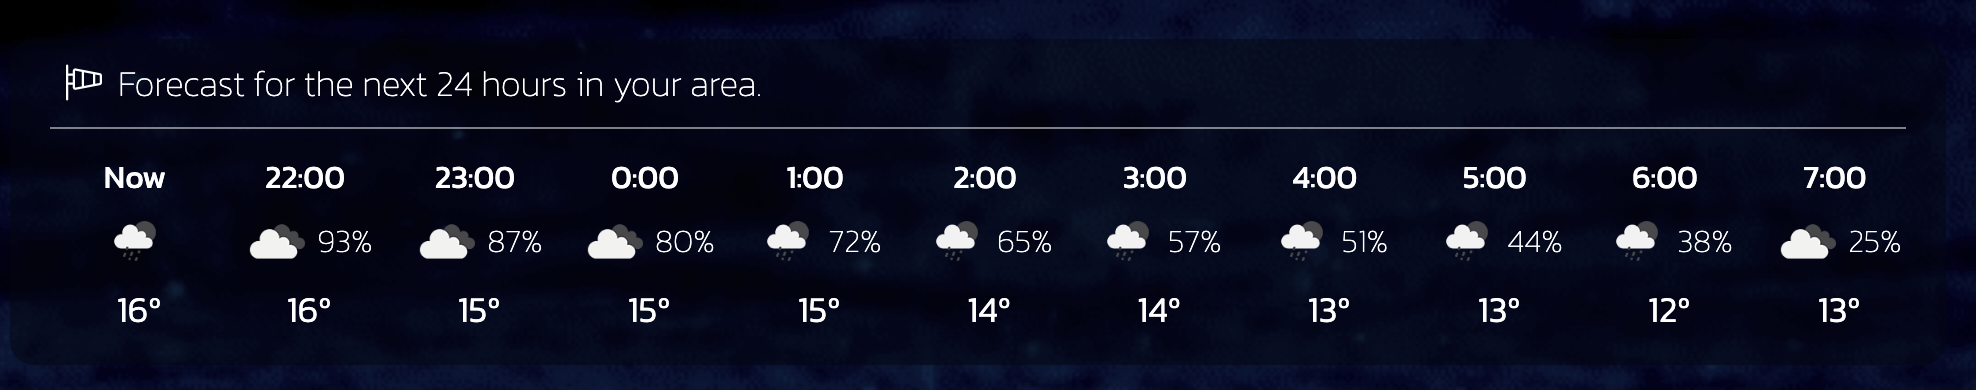 Forecast for the next 24 hours in your area.
Now 22:00 23:00 0:00 1:00 2:00 3:00 4:00 5:00 6:00 7:00
93% 87% 80% 72% 65% 57% 51% 44% 38% 25%
16° 16° 15° 15° 15° 14° 14° 13° 13° 12° 13°